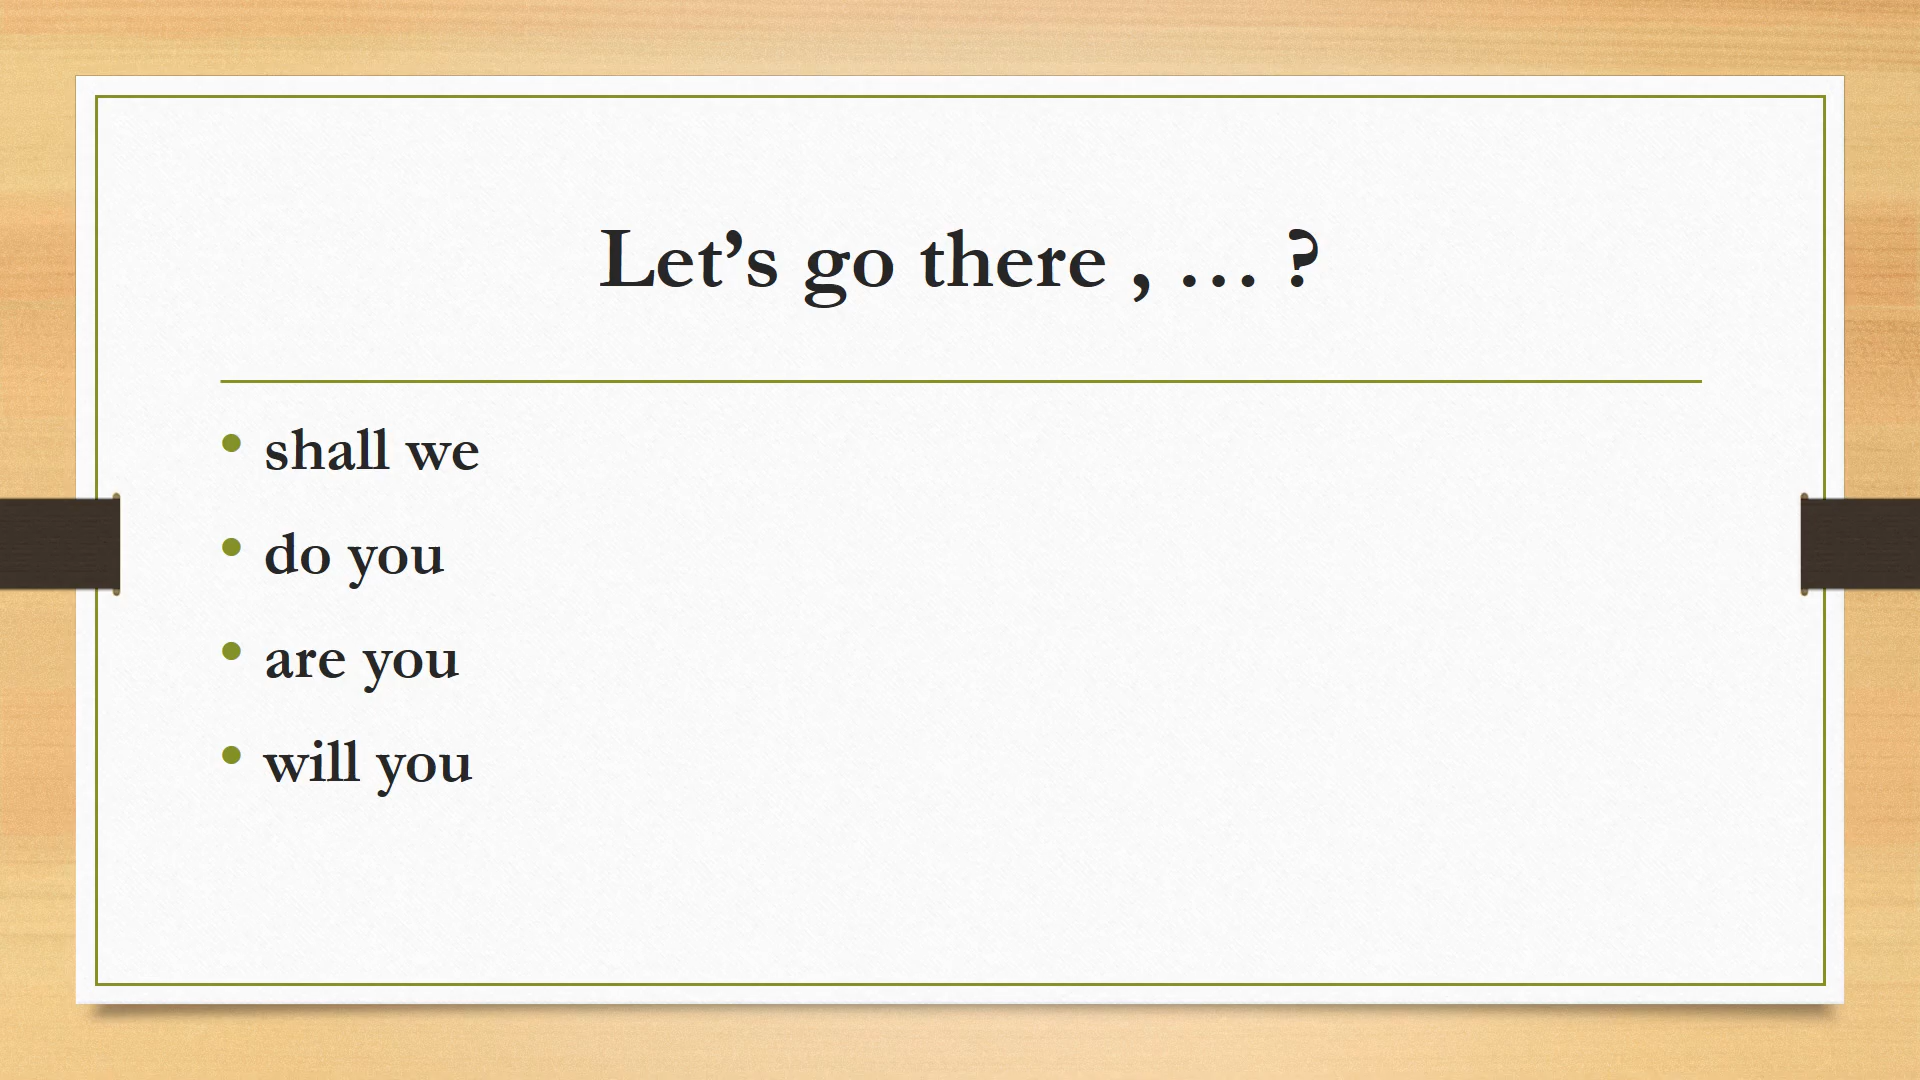 Let’s go there , … ?
• shall we
• do you
• are you
• will you